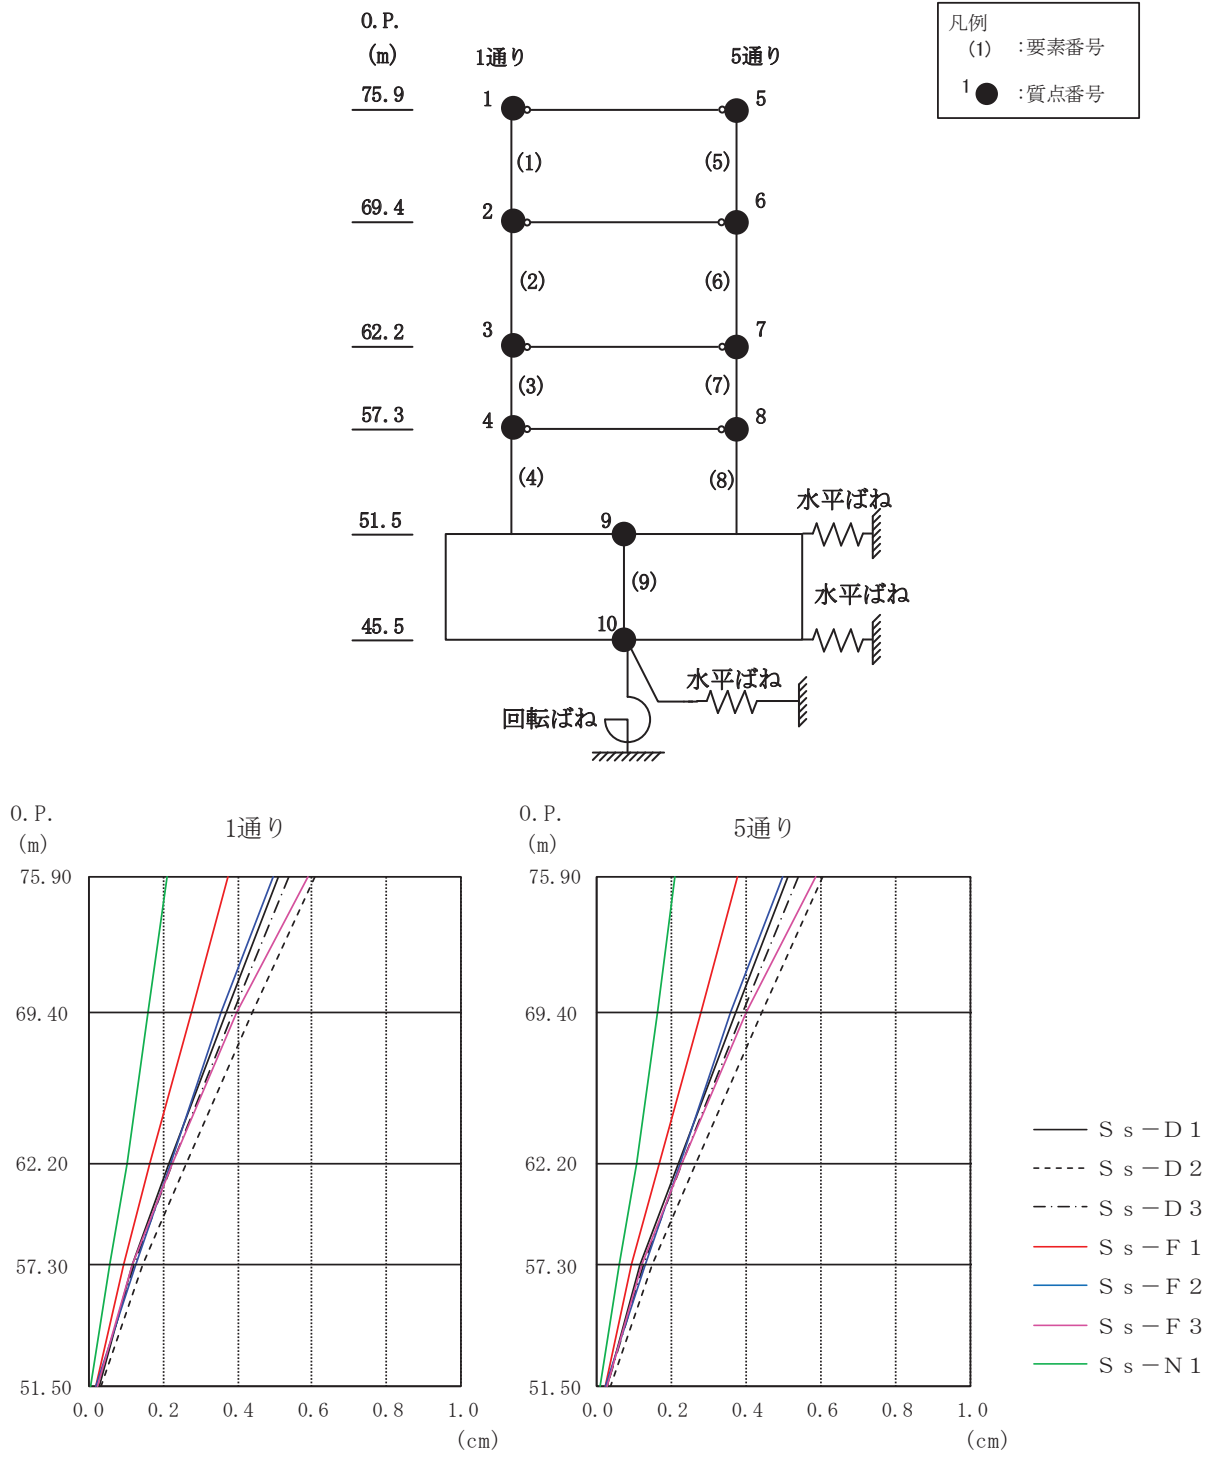 O.P.
(m)
1通り
5通り
凡例
(1) :要素番号
1 :質点番号
75.9
1
5
(1)
(5)
69.4
2
6
(2)
(6)
62.2
3
7
(3)
(7)
57.3
4
8
(4)
(8)
水平ばね
51.5
9
(9)
水平ばね
45.5
10
水平ばね
回転ばね
O.P.
(m)
1通り
75.90
69.40
62.20
57.30
51.50
0.0 0.2 0.4 0.6 0.8 1.0
(cm)
O.P.
(m)
5通り
75.90
69.40
62.20
57.30
51.50
0.0 0.2 0.4 0.6 0.8 1.0
(cm)
Ss-D1
Ss-D2
Ss-D3
Ss-F1
Ss-F2
Ss-F3
Ss-N1